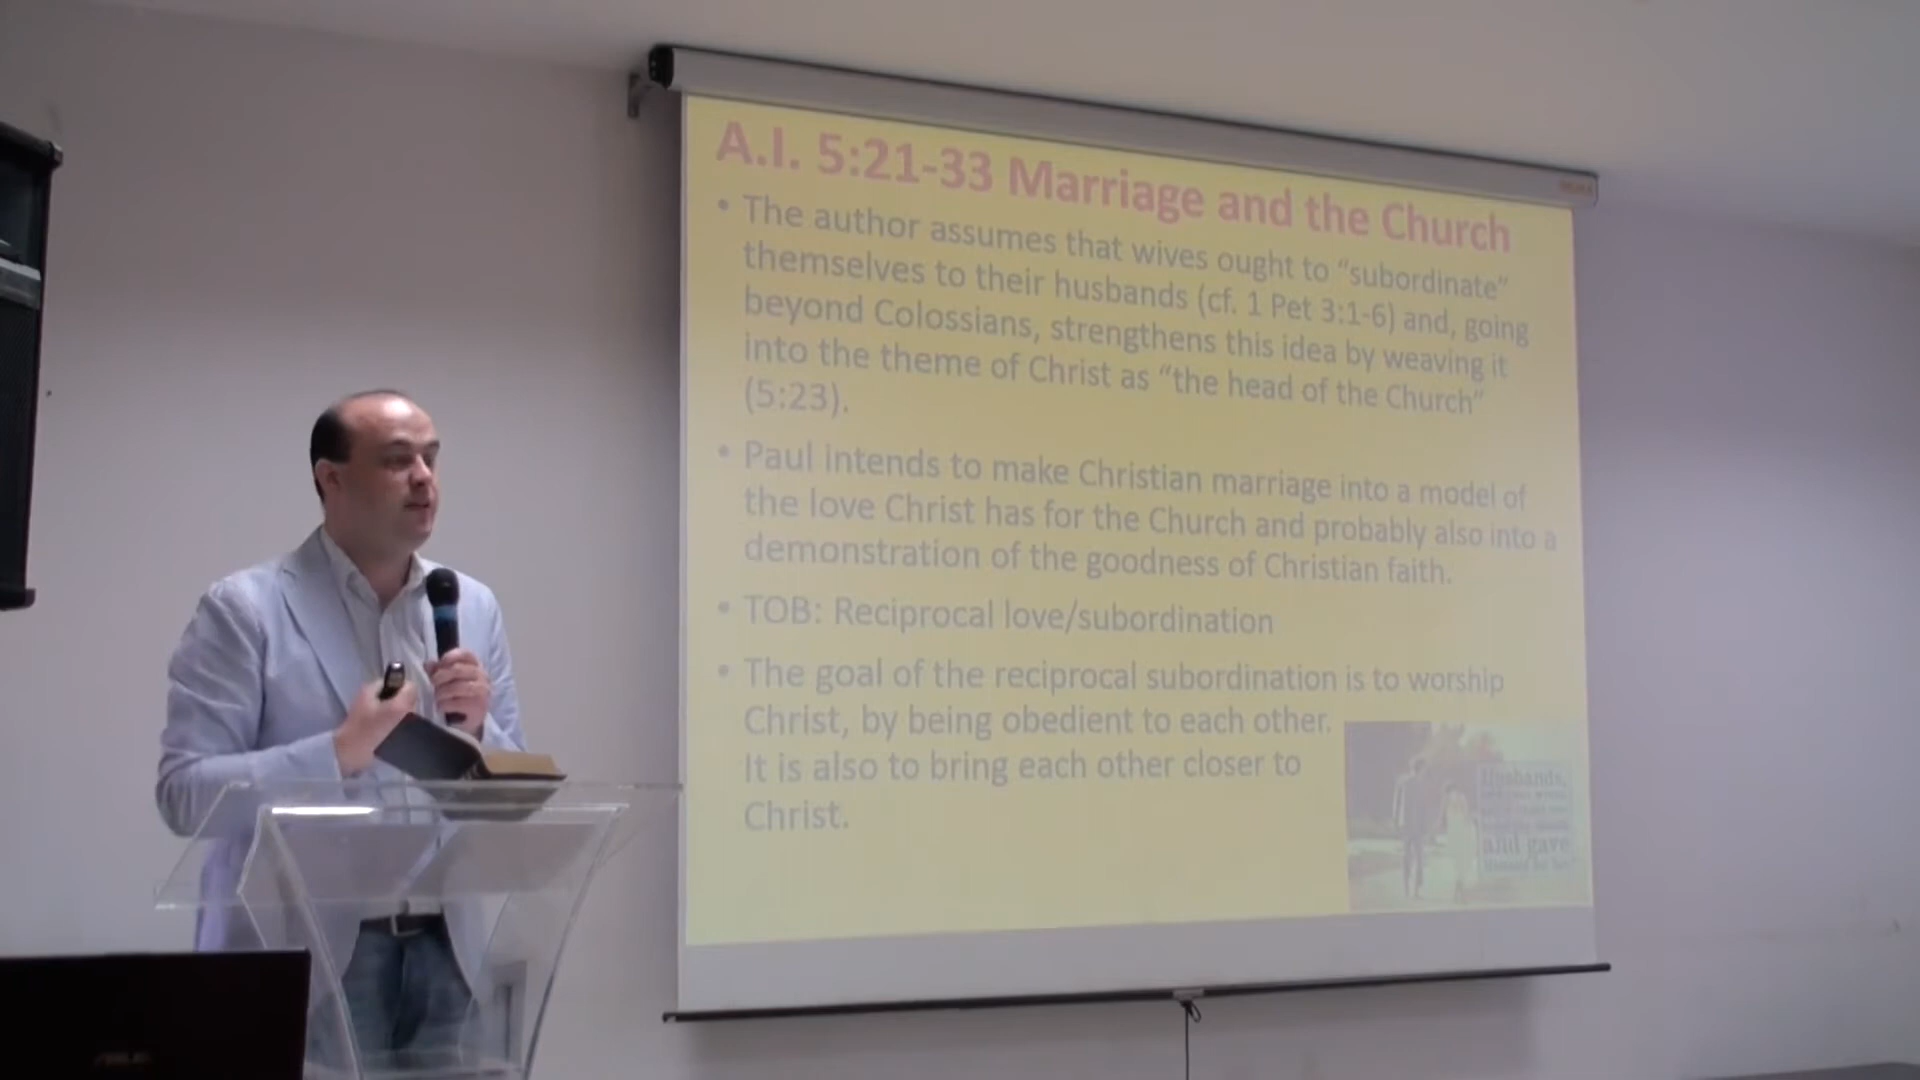 A.I. 5:21-33 Marriage and the Church
• The author assumes that wives ought to “subordinate”
themselves to their husbands (cf. 1 Pet 3:1-6) and, going
beyond Colossians, strengthens this idea by weaving it
into the theme of Christ as “the head of the Church”
(5:23).
• Paul intends to make Christian marriage into a model of
the love Christ has for the Church and probably also into a
demonstration of the goodness of Christian faith.
• TOB: Reciprocal love/subordination
• The goal of the reciprocal subordination is to worship
Christ, by being obedient to each other.
It is also to bring each other closer to
Christ.
Husbands,
and gave
ASUS